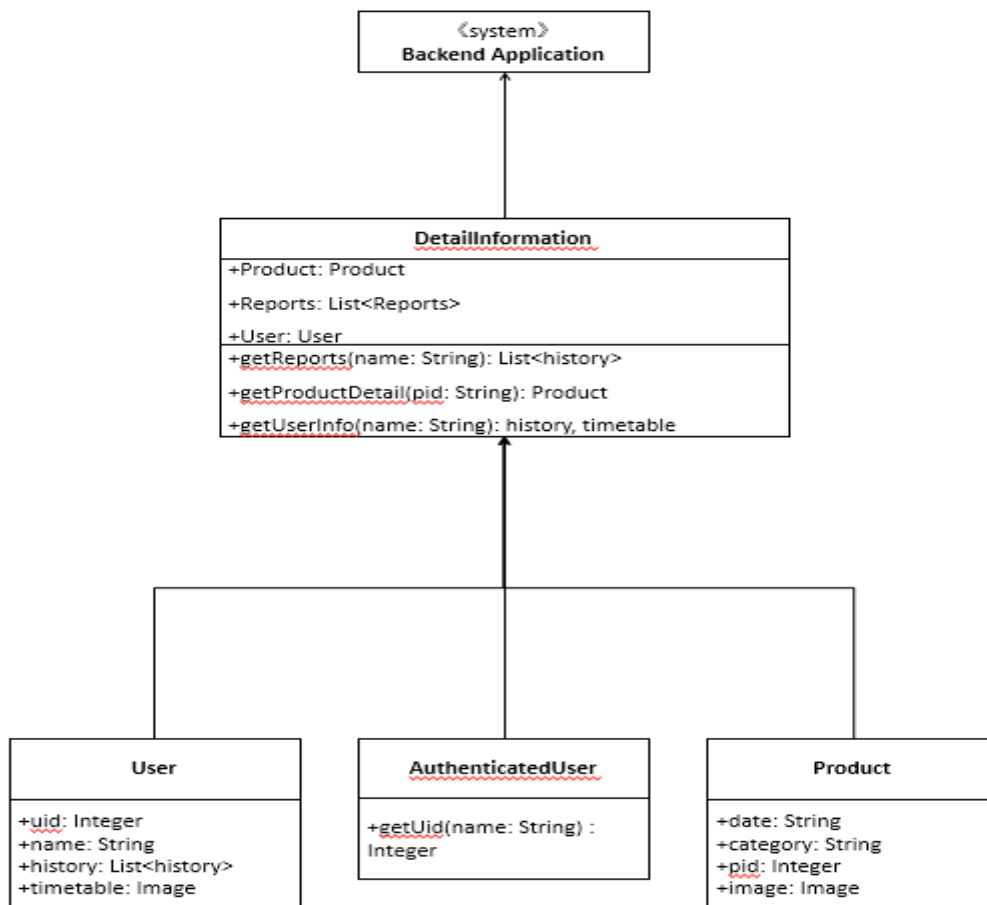 《system》
Backend Application
DetailInformation
+Product: Product
+Reports: List<Reports>
+User: User
+getReports(name: String): List<history>
+getProductDetail(pid: String): Product
+getUserInfo(name: String): history, timetable
User
+uid: Integer
+name: String
+history: List<history>
+timetable: Image
AuthenticatedUser
+getUid(name: String) :
Integer
Product
+date: String
+category: String
+pid: Integer
+image: Image